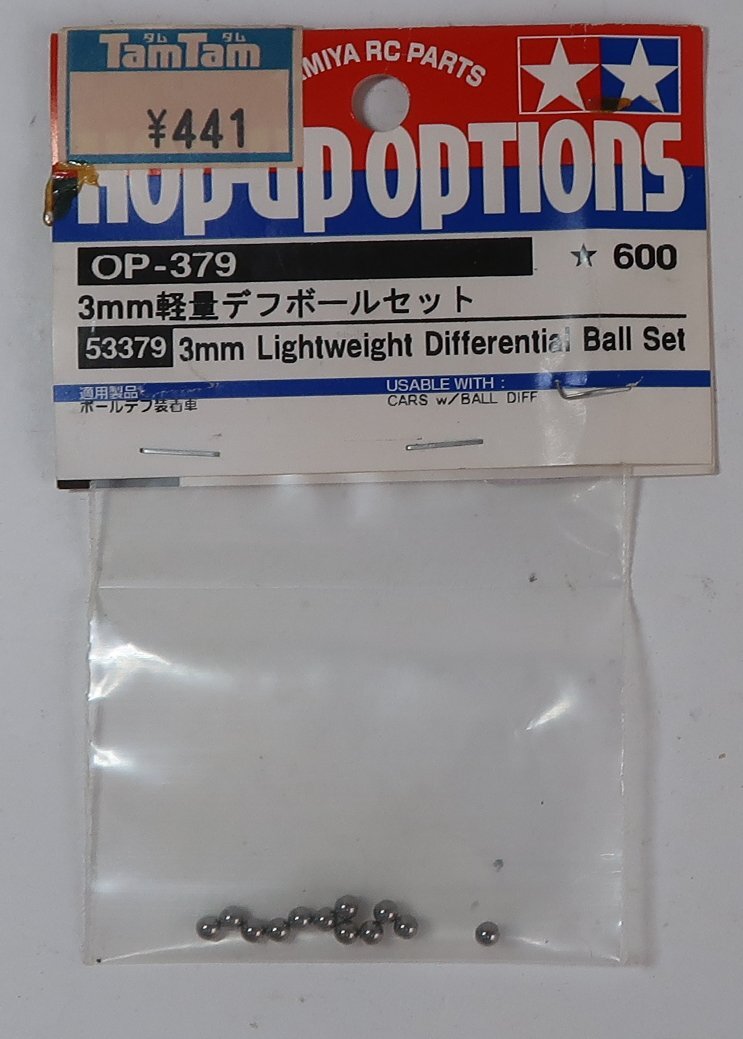 タム タム
TamTam
¥441
MIYA RC PARTS
HOP-UP OPTIONS
OP-379
☆ 600
3mm軽量デフボールセット
53379 3mm Lightweight Differential Ball Set
適用製品
ボールデフ装着車
USABLE WITH :
CARS w/BALL DIFF